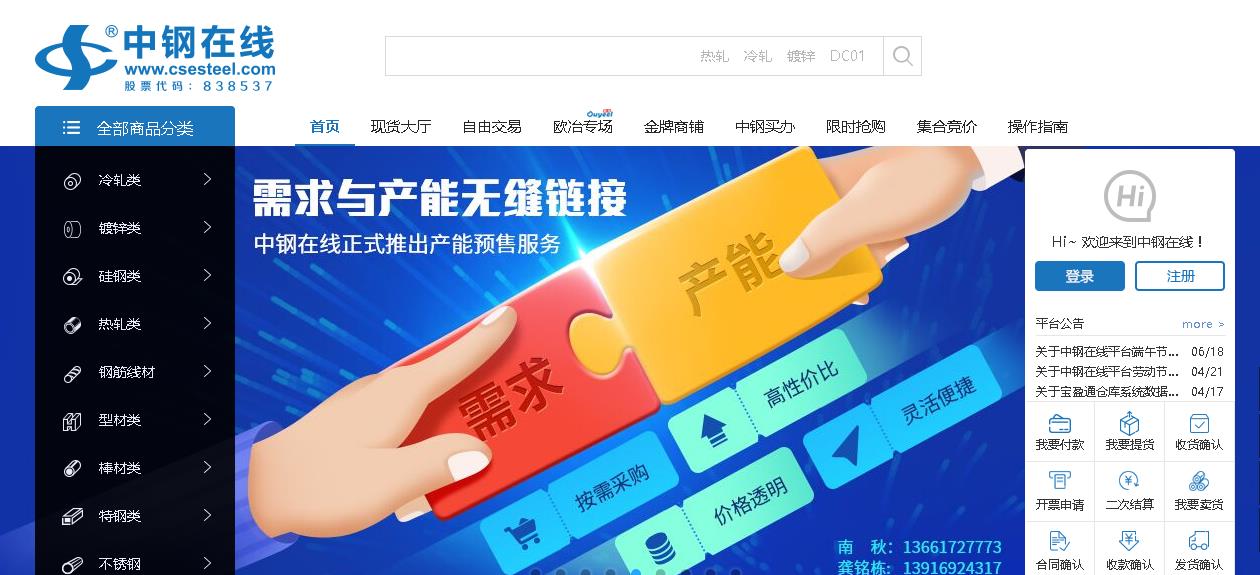 中钢在线®
www.csesteel.com
股票代码：838537
热轧 冷轧 镀锌 DC01
全部商品分类
首页 现货大厅 自由交易 欧冶专场 金牌商铺 中钢买办 限时抢购 集合竞价 操作指南
Ouyeel
冷轧类
镀锌类
硅钢类
热轧类
钢筋线材
型材类
棒材类
特钢类
不锈钢
需求与产能无缝链接
中钢在线正式推出产能预售服务
产能
需求
高性价比
灵活便捷
按需采购
价格透明
南 秋：13661727773
龚铭栋：13916924317
Hi
Hi~ 欢迎来到中钢在线！
登录 注册
平台公告 more >
关于中钢在线平台端午节... 06/18
关于中钢在线平台劳动节... 04/21
关于宝盈通仓库系统数据... 04/17
我要付款 我要提货 收货确认
开票申请 二次结算 我要卖货
合同确认 收款确认 发货确认